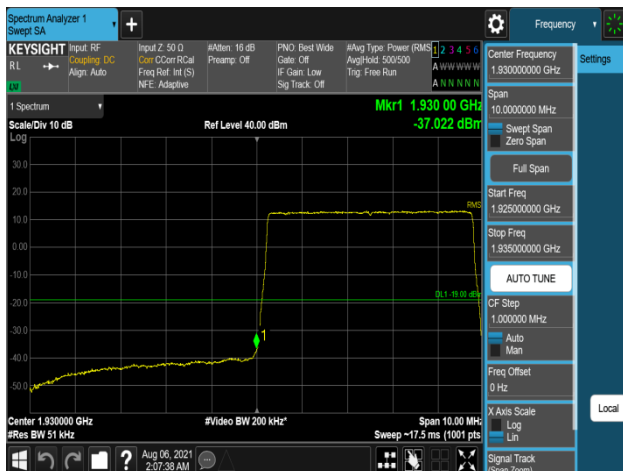 Spectrum Analyzer 1
Swept SA
+
Frequency
KEYSIGHT
RL
LXI
Input: RF
Coupling: DC
Align: Auto
Input Z: 50 Ω
Corr CCorr RCal
Freq Ref: Int (S)
NFE: Adaptive
#Atten: 16 dB
Preamp: Off
PNO: Best Wide
Gate: Off
IF Gain: Low
Sig Track: Off
#Avg Type: Power (RMS
Avg|Hold: 500/500
Trig: Free Run
1 2 3 4 5 6
A W W W W W
A N N N N N
1 Spectrum
Scale/Div 10 dB
Ref Level 40.00 dBm
Mkr1 1.930 00 GHz
-37.022 dBm
Log
30.0
20.0
10.0
0.00
-10.0
-20.0
-30.0
-40.0
-50.0
RMS
DL1 -19.00 dBm
1
Center 1.930000 GHz
#Res BW 51 kHz
#Video BW 200 kHz*
Span 10.00 MHz
Sweep ~17.5 ms (1001 pts)
?
Aug 06, 2021
2:07:38 AM
Center Frequency
1.930000000 GHz
Span
10.0000000 MHz
Swept Span
Zero Span
Full Span
Start Freq
1.925000000 GHz
Stop Freq
1.935000000 GHz
AUTO TUNE
CF Step
1.000000 MHz
Auto
Man
Freq Offset
0 Hz
X Axis Scale
Log
Lin
Signal Track
(Span Zoom)
Settings
Local